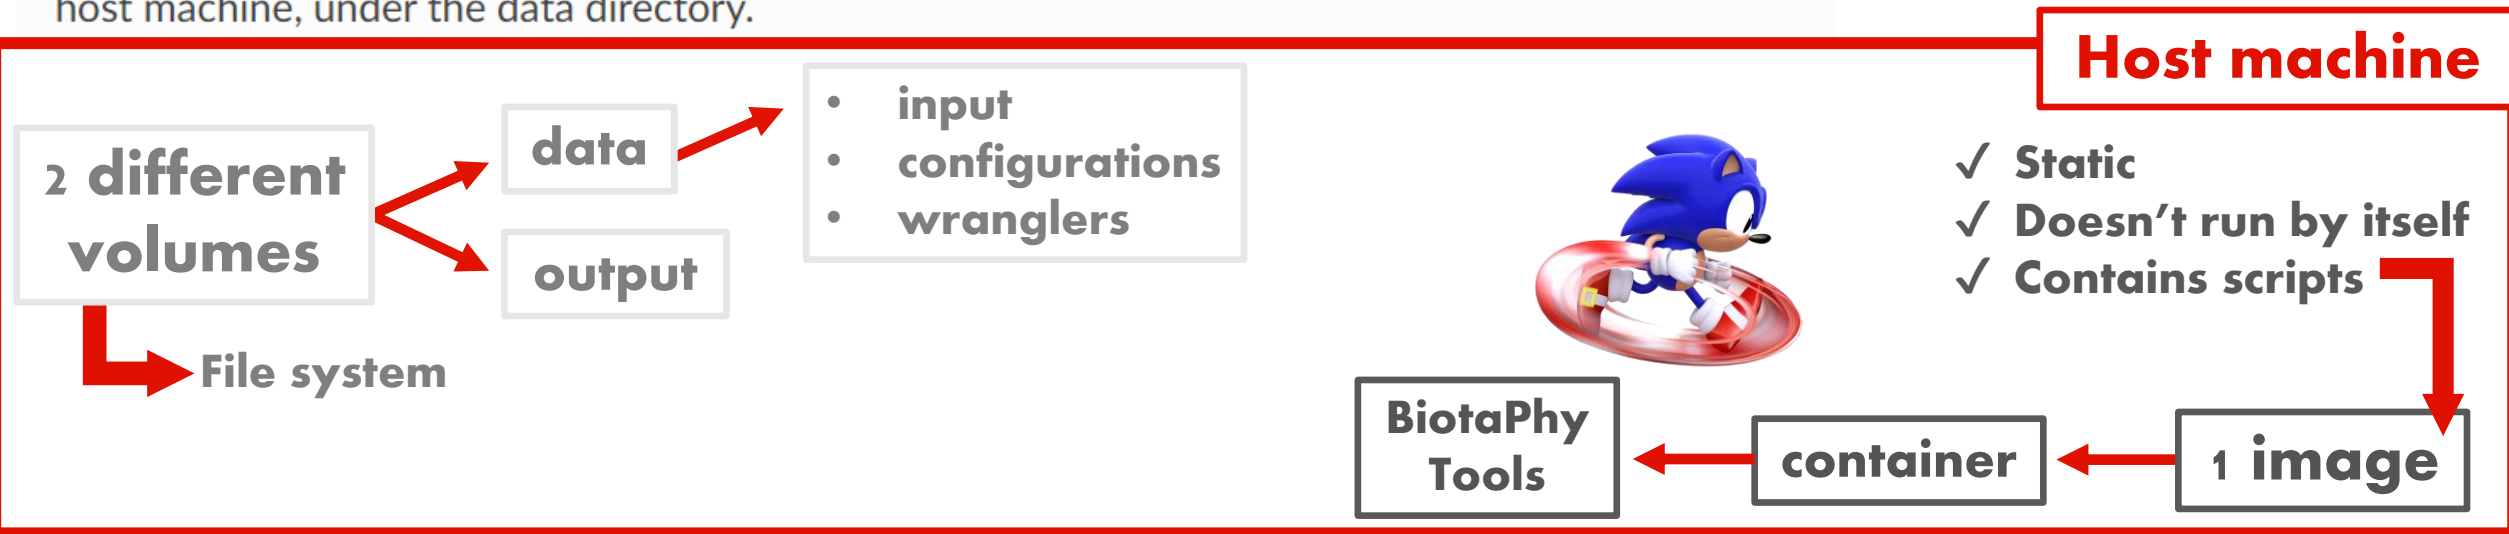 host machine, under the data directory.
Host machine
2 different
volumes
data
output
• input
• configurations
• wranglers
File system
✓ Static
✓ Doesn't run by itself
✓ Contains scripts
1 image
container
BiotaPhy
Tools